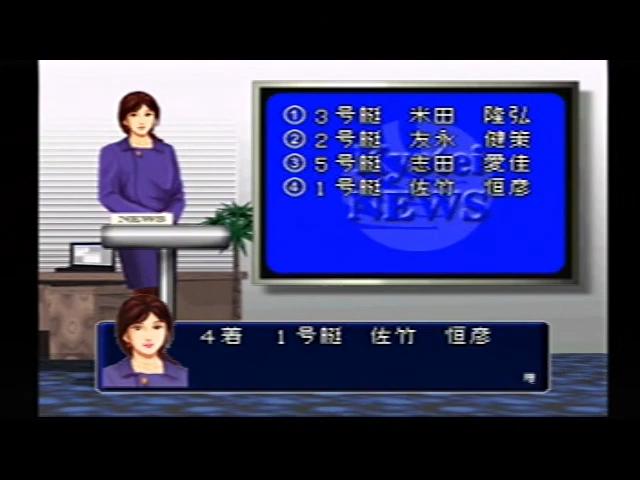 ① 3号艇 米田 隆弘
② 2号艇 友永 健策
③ 5号艇 志田 愛佳
④ 1号艇 佐竹 恒彦
NEWS
NEWS
4着 1号艇 佐竹 恒彦